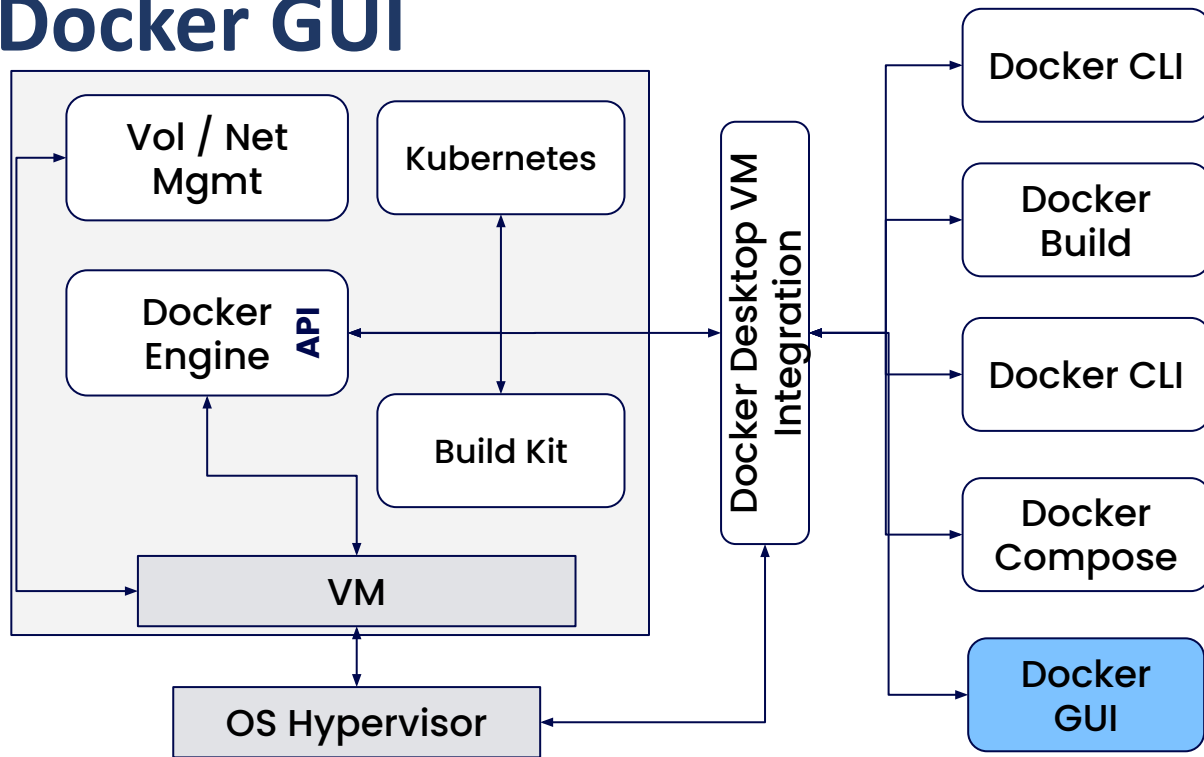 Docker GUI
Vol / Net
Mgmt
Kubernetes
Docker
Engine
API
Build Kit
VM
OS Hypervisor
Docker Desktop VM
Integration
Docker CLI
Docker
Build
Docker CLI
Docker
Compose
Docker
GUI